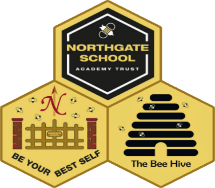 NORTHGATE
SCHOOL
ACADEMY TRUST
N
BE YOUR BEST SELF
The Bee Hive